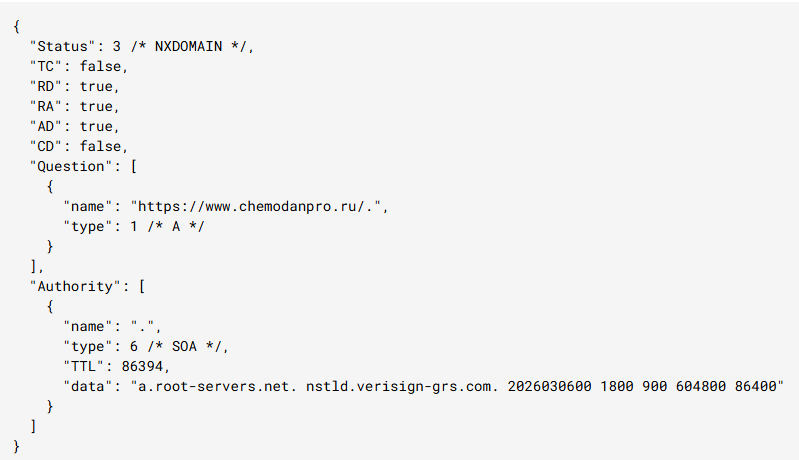 {
  "Status": 3 /* NXDOMAIN */,
  "TC": false,
  "RD": true,
  "RA": true,
  "AD": true,
  "CD": false,
  "Question": [
    {
      "name": "https://www.chemodanpro.ru/.",
      "type": 1 /* A */
    }
  ],
  "Authority": [
    {
      "name": ".",
      "type": 6 /* SOA */,
      "TTL": 86394,
      "data": "a.root-servers.net. nstld.verisign-grs.com. 2026030600 1800 900 604800 86400"
    }
  ]
}